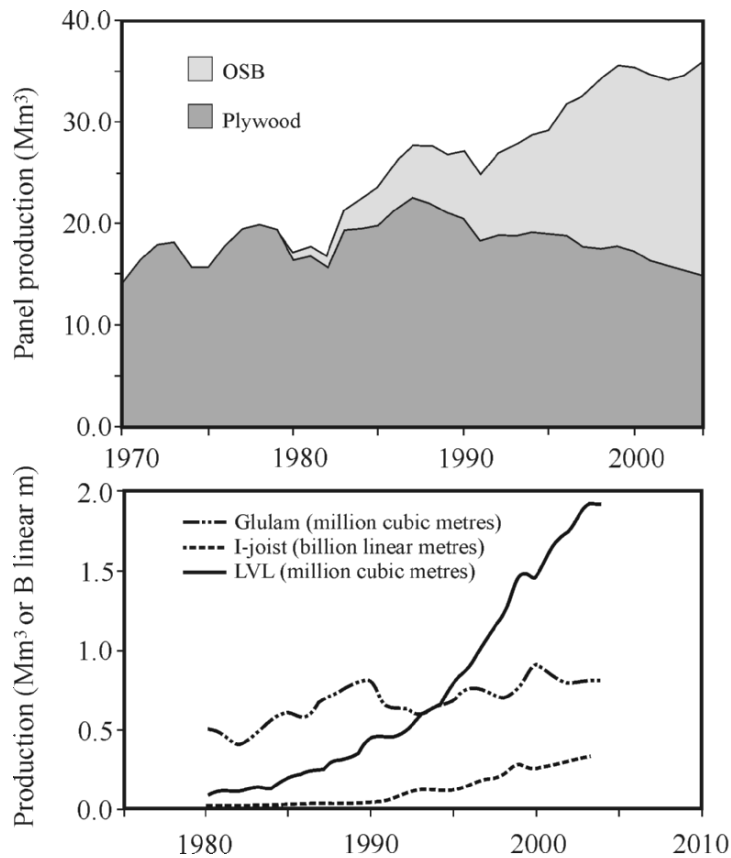 Panel production (Mm³)
40.0
30.0
20.0
10.0
0.0
OSB
Plywood
1970
1980
1990
2000
Production (Mm³ or B linear m)
2.0
1.5
1.0
0.5
0.0
Glulam (million cubic metres)
I-joist (billion linear metres)
LVL (million cubic metres)
1980
1990
2000
2010